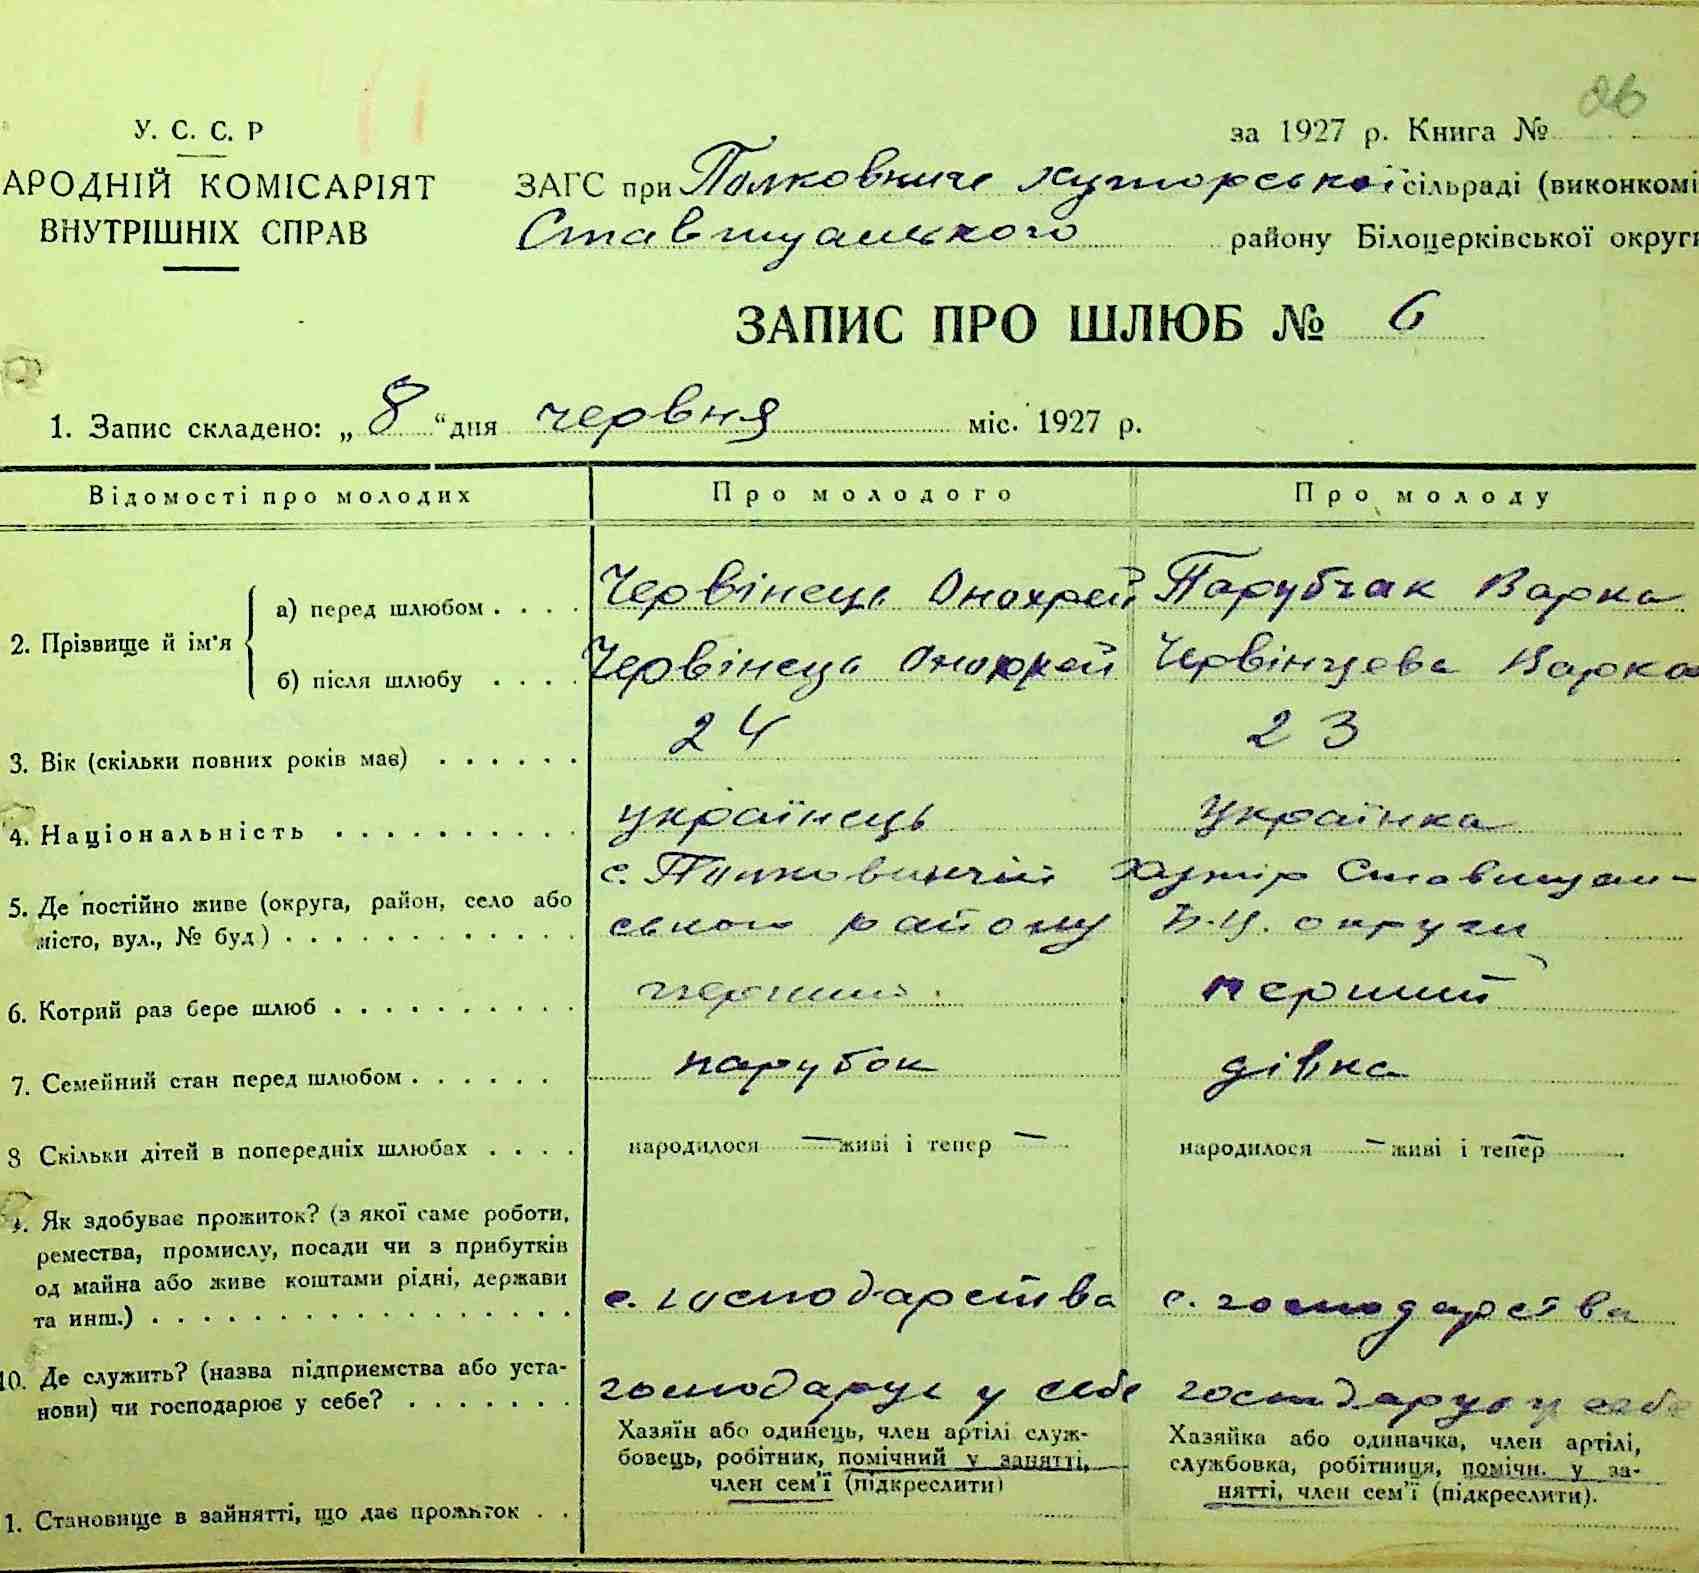 26
У. С. С. Р
за 1927 р. Книга №
АРОДНІЙ КОМІСАРІЯТ
ВНУТРІШНІХ СПРАВ
ЗАГС при Полковниче хуторській сільраді (виконкомі
Ставищанського району Білоцерківської округи
ЗАПИС ПРО ШЛЮБ № 6
1. Запис складено: „8“ дня червня міс. 1927 р.
Відомості про молодих Про молодого Про молоду
2. Прізвище й ім'я
а) перед шлюбом . . . . Червінець Онохрей Парубчак Варка
б) після шлюбу . . . . Червінець Онохрей Червінцева Варка
3. Вік (скільки повних років має) . . . . . . 24 23
4. Національність . . . . . . . . . . українець українка
5. Де постійно живе (округа, район, село або с. Хутір Ставищан-
місто, вул., № буд) . . . . . . . . . . . . ського району Б.Ц. округи
6. Котрий раз бере шлюб . . . . . . . . . . перший перший
7. Семейний стан перед шлюбом . . . . . . парубок дівка
8 Скільки дітей в попередніх шлюбах . . . . народилося — живі і тепер — народилося — живі і тепер —
. Як здобуває прожиток? (з якої саме роботи,
ремества, промислу, посади чи з прибутків
од майна або живе коштами рідні, держави
та инш.) . . . . . . . . . . . . . . . . . с. господарства с. господарства
10. Де служить? (назва підприємства або уста-
нови) чи господарює у себе? . . . . . . . господарує у себе господарує у себе
Хазяїн або одинець, член артілі служ-
бовець, робітник, помічний у занятті,
член сем'ї (підкреслити)
Хазяйка або одиначка, член артілі,
службовка, робітниця, помічн. у за-
нятті, член сем'ї (підкреслити).
1. Становище в зайнятті, що дає прожиток . .